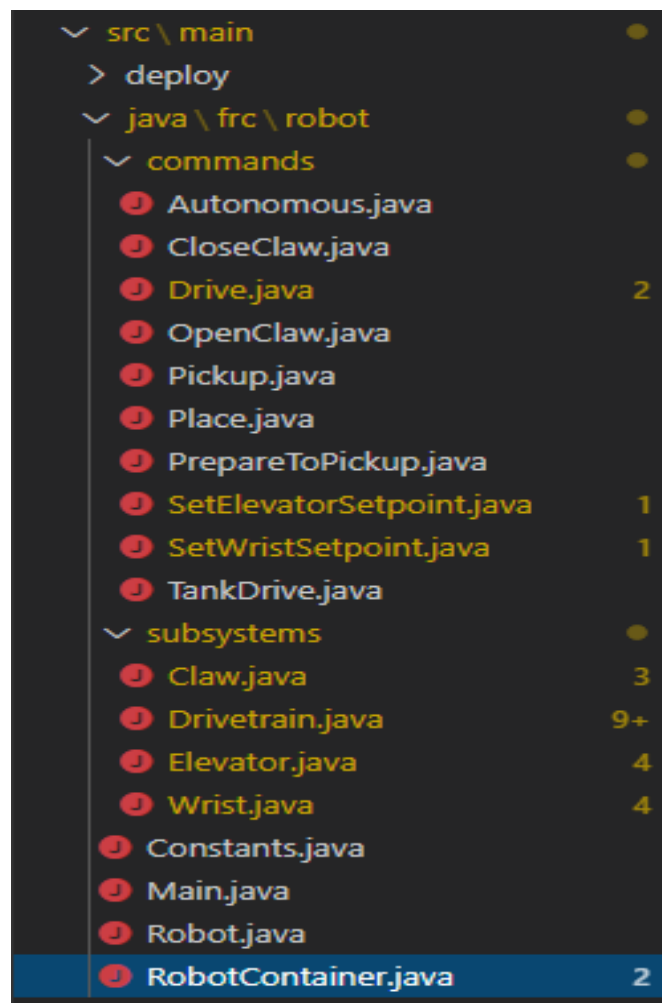 src \ main
deploy
java \ frc \ robot
commands
J Autonomous.java
J CloseClaw.java
J Drive.java 2
J OpenClaw.java
J Pickup.java
J Place.java
J PrepareToPickup.java
J SetElevatorSetpoint.java 1
J SetWristSetpoint.java 1
J TankDrive.java
subsystems
J Claw.java 3
J Drivetrain.java 9+
J Elevator.java 4
J Wrist.java 4
J Constants.java
J Main.java
J Robot.java
J RobotContainer.java 2